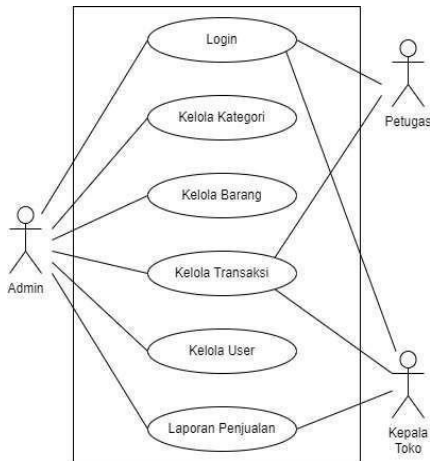 Login
Petugas
Kelola Kategori
Kelola Barang
Kelola Transaksi
Admin
Kelola User
Laporan Penjualan
Kepala
Toko